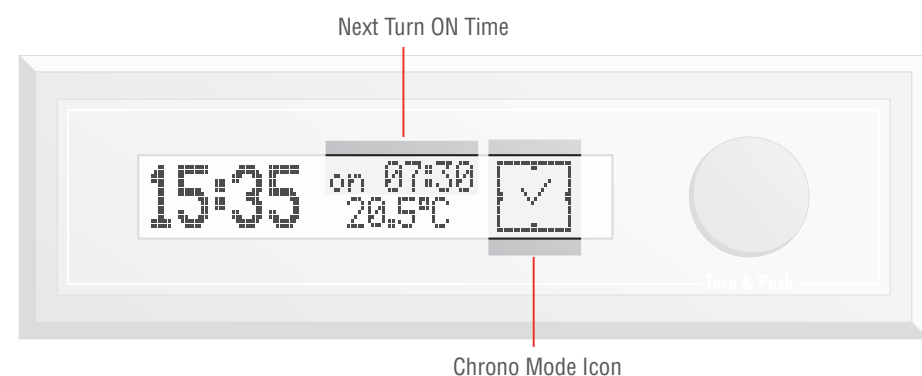 Next Turn ON Time
15:35
on 07:30
20.5°C
Turn & Push
Chrono Mode Icon